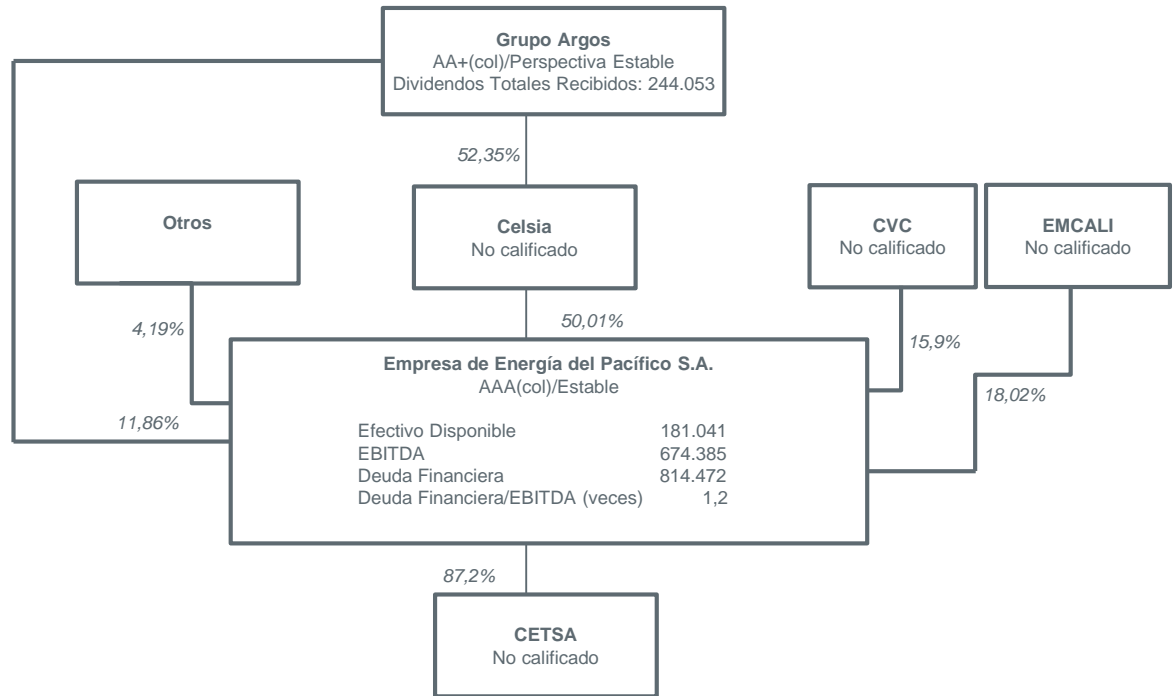 Grupo Argos
AA+(col)/Perspectiva Estable
Dividendos Totales Recibidos: 244.053
52,35%
Otros
Celsia
No calificado
CVC
No calificado
EMCALI
No calificado
4,19%
50,01%
15,9%
18,02%
11,86%
Empresa de Energía del Pacífico S.A.
AAA(col)/Estable
Efectivo Disponible 181.041
EBITDA 674.385
Deuda Financiera 814.472
Deuda Financiera/EBITDA (veces) 1,2
87,2%
CETSA
No calificado